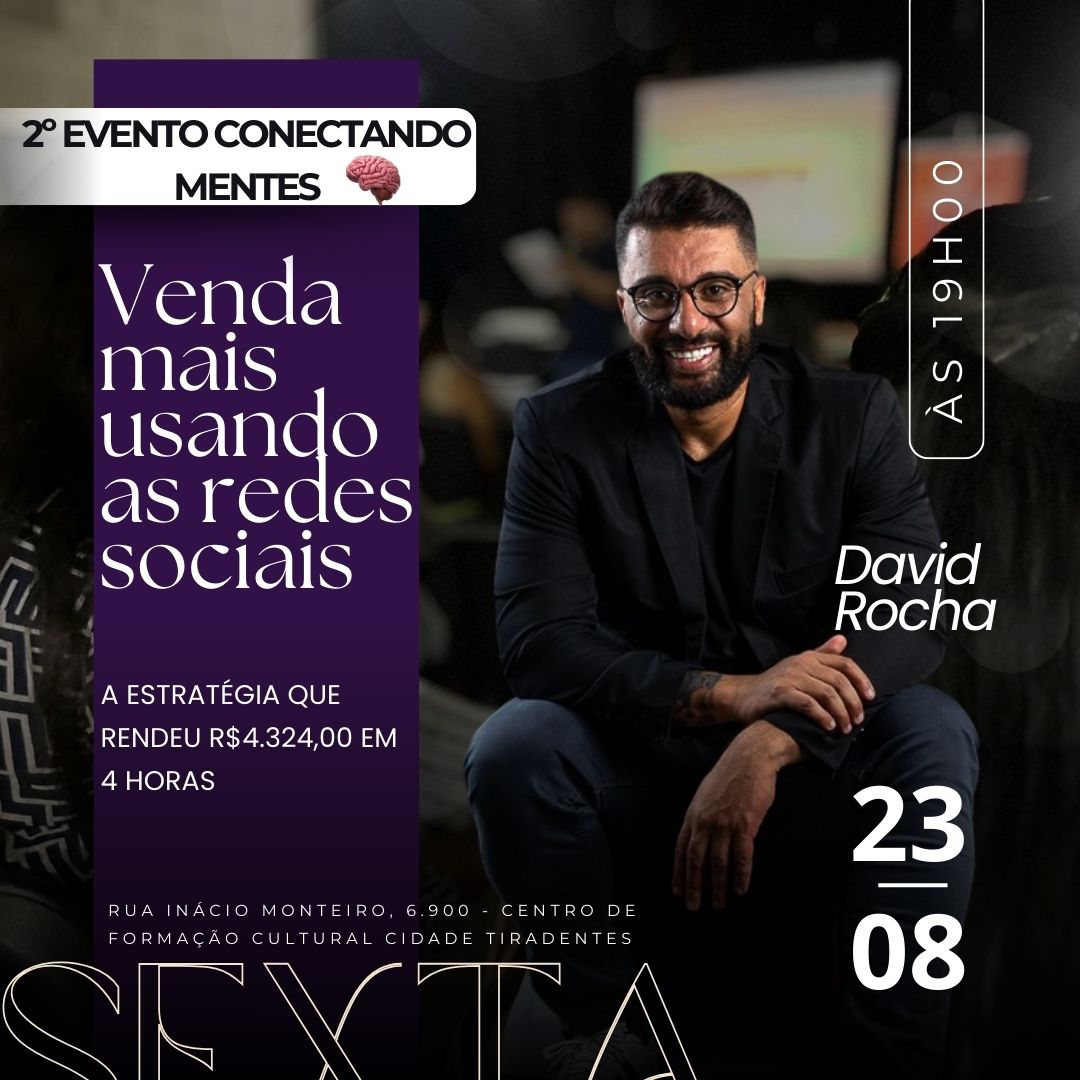 2º EVENTO CONECTANDO
MENTES
ÀS 19H00
Venda
mais
usando
as redes
sociais
David
Rocha
A ESTRATÉGIA QUE
RENDEU R$4.324,00 EM
4 HORAS
23
08
RUA INÁCIO MONTEIRO, 6.900 - CENTRO DE
FORMAÇÃO CULTURAL CIDADE TIRADENTES
SEXTA